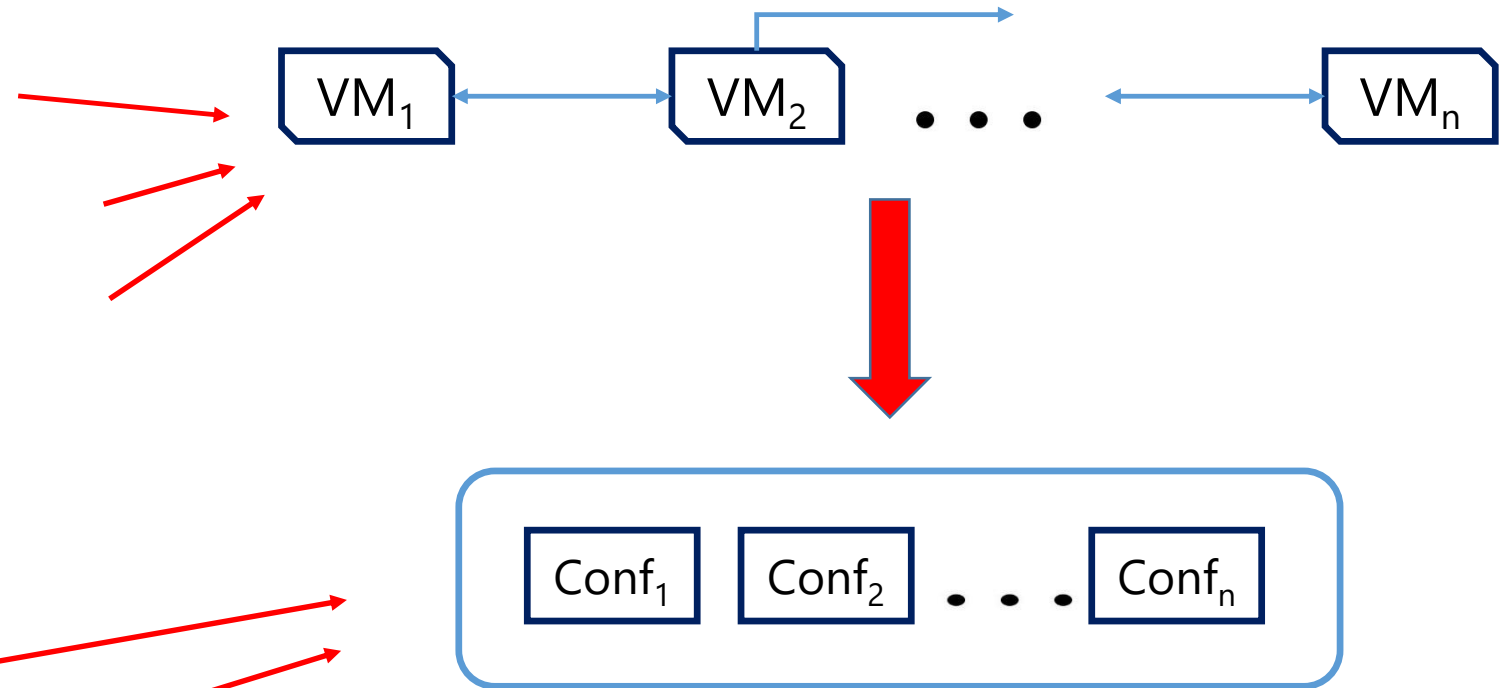 VM₁ VM₂ • • • VMₙ
Conf₁ Conf₂ • • • Confₙ